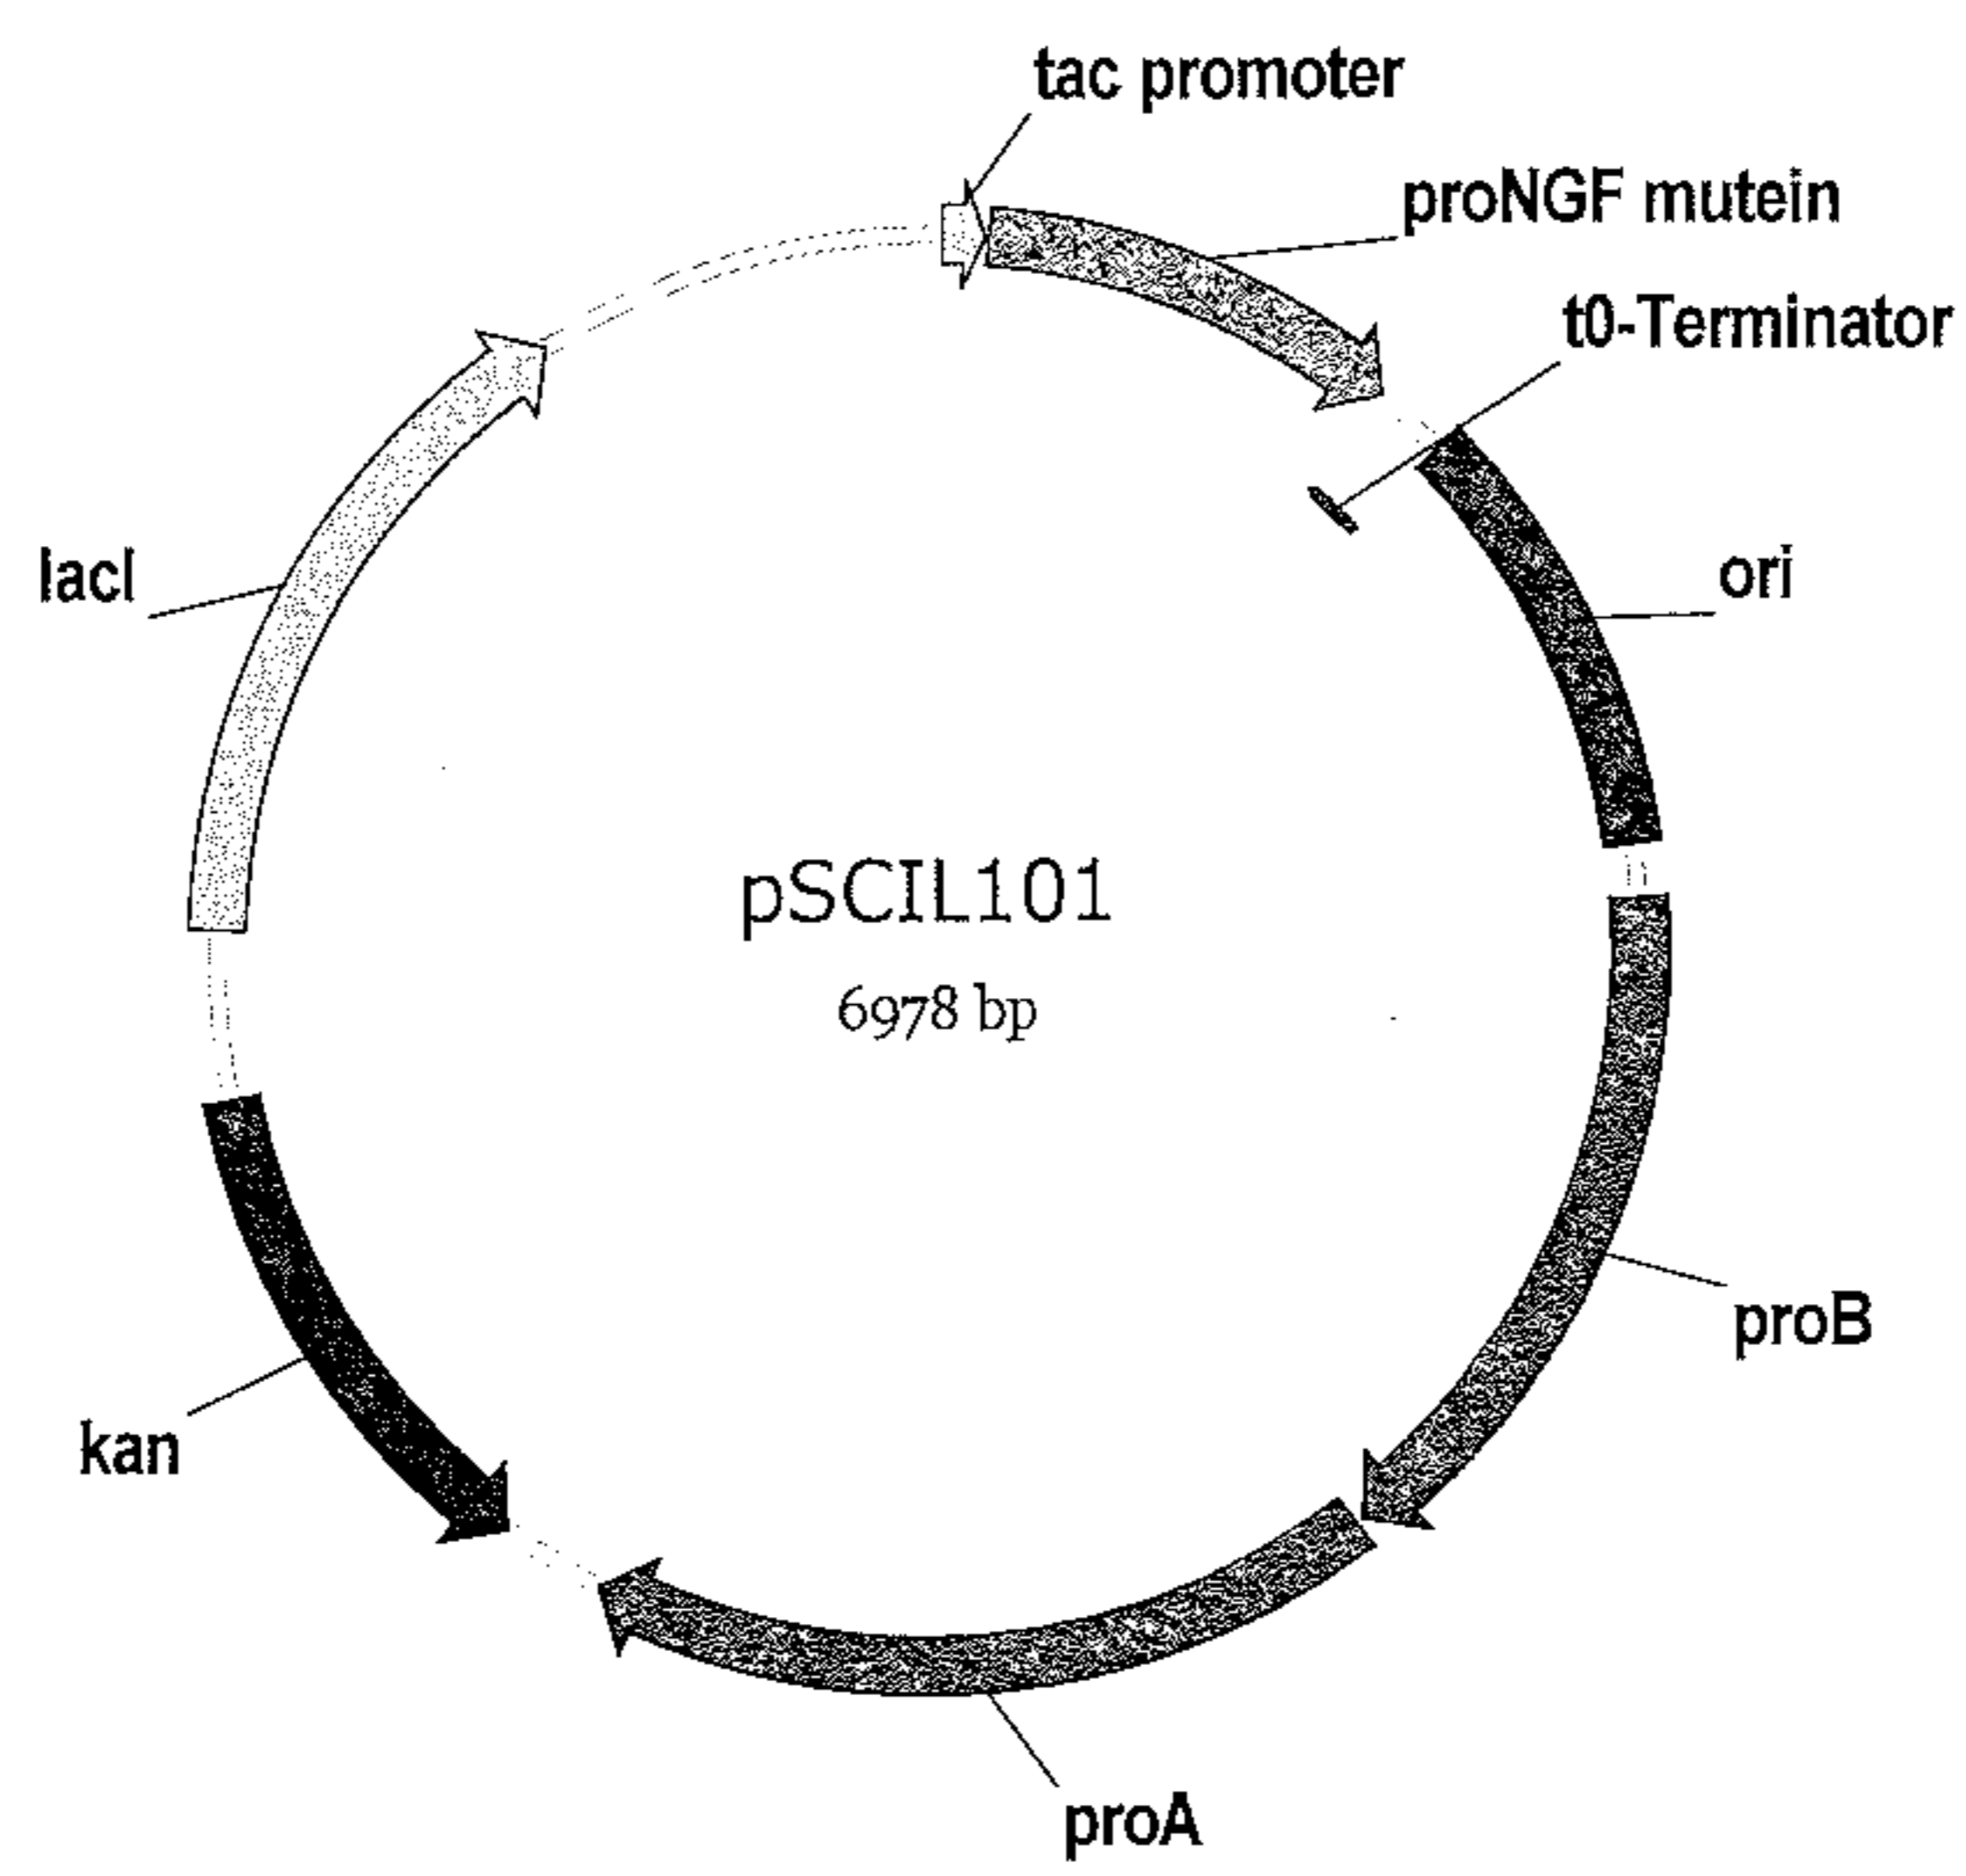 tac promoter
proNGF mutein
t0-Terminator
lacI
ori
pSCIL101
6978 bp
proB
kan
proA